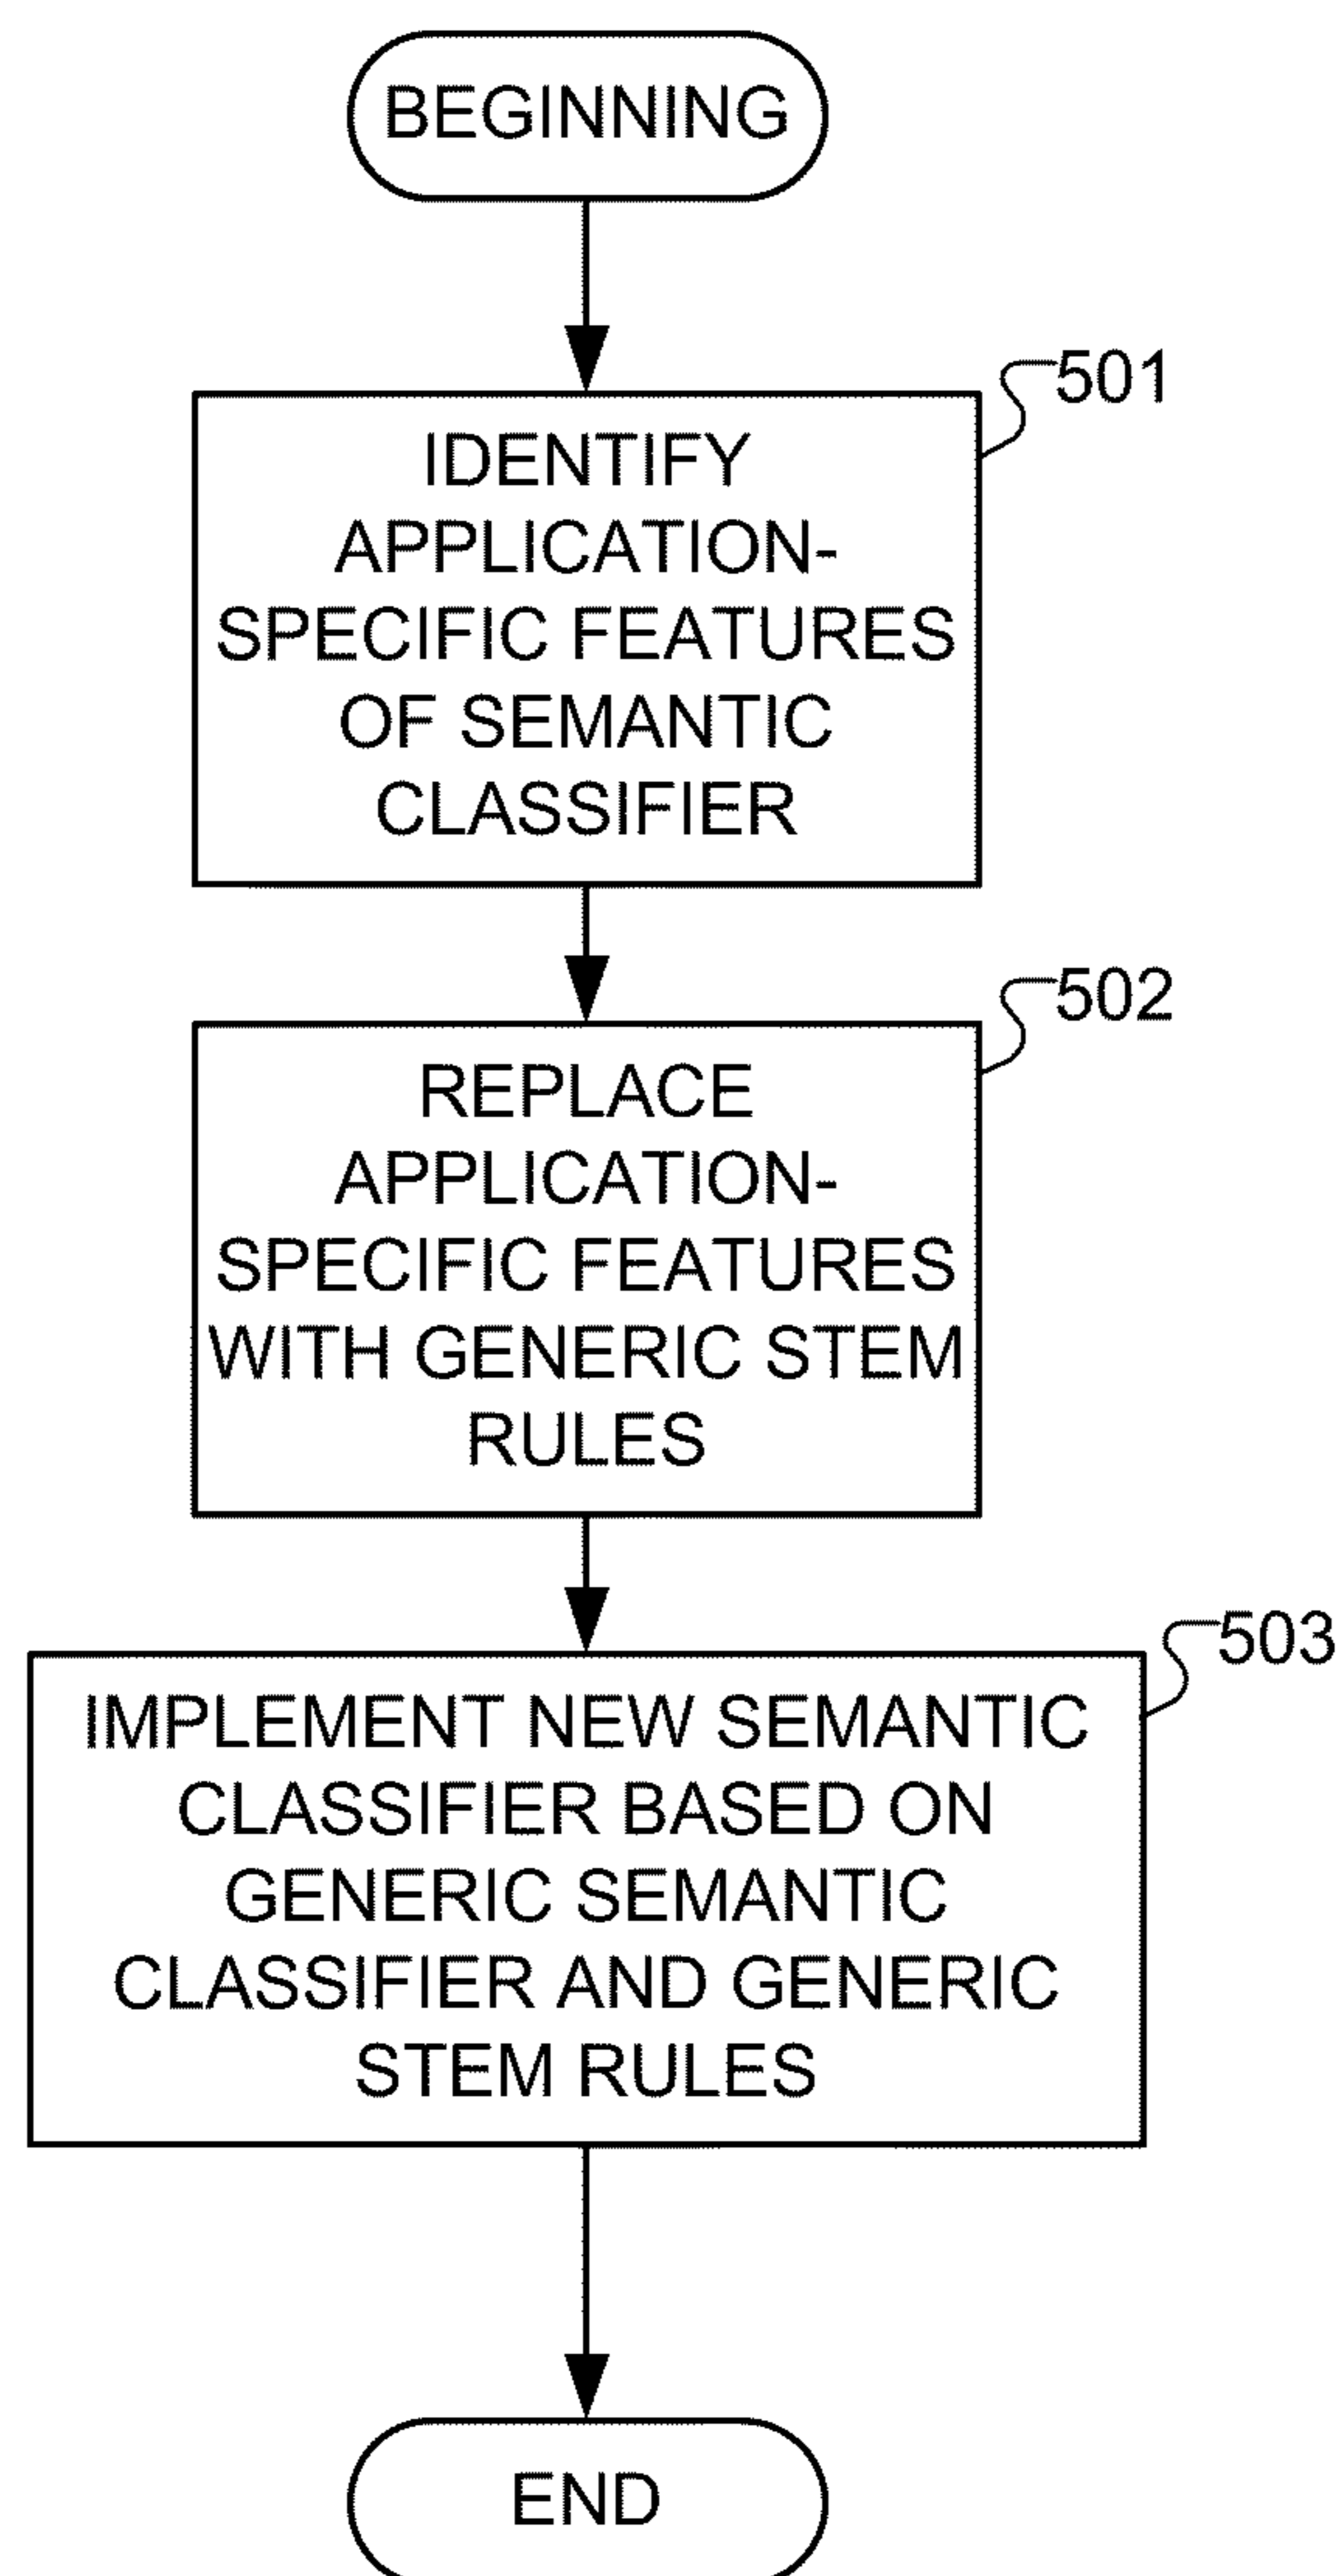 BEGINNING
501
IDENTIFY
APPLICATION-
SPECIFIC FEATURES
OF SEMANTIC
CLASSIFIER
502
REPLACE
APPLICATION-
SPECIFIC FEATURES
WITH GENERIC STEM
RULES
503
IMPLEMENT NEW SEMANTIC
CLASSIFIER BASED ON
GENERIC SEMANTIC
CLASSIFIER AND GENERIC
STEM RULES
END